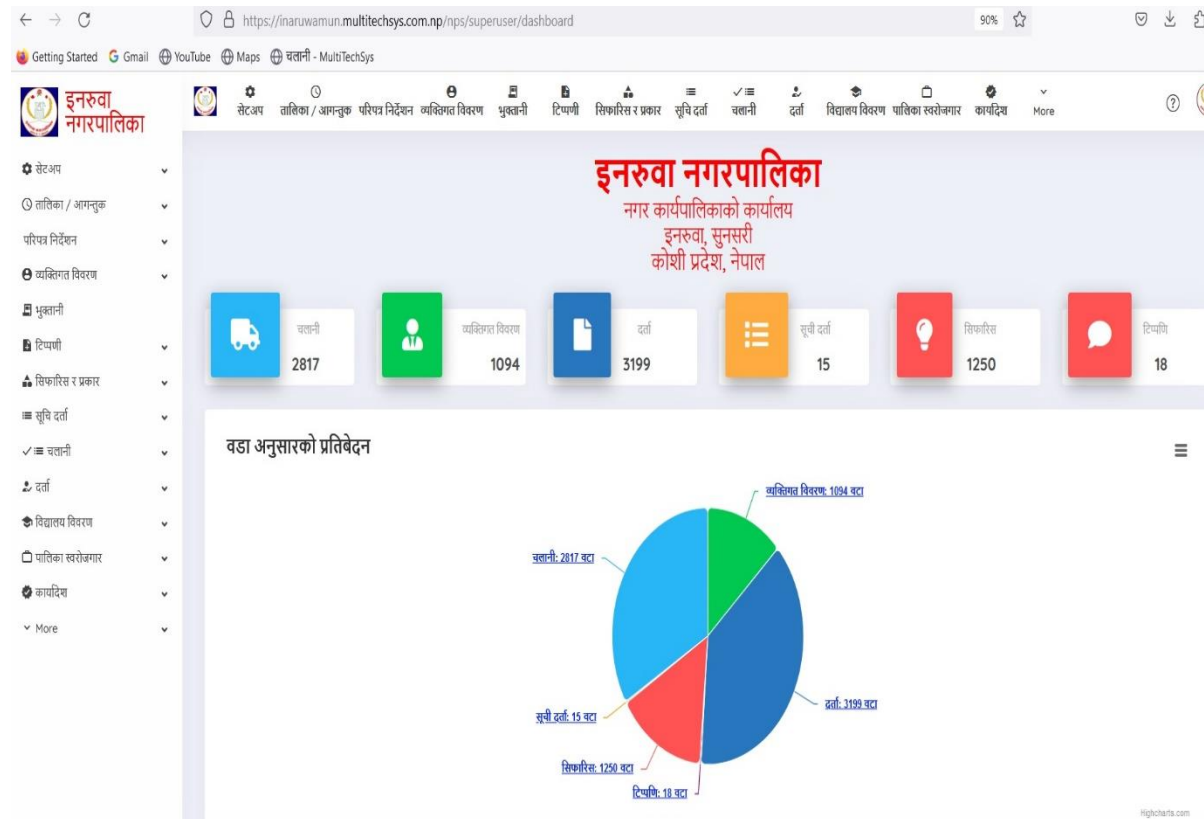 https://inaruwamun.multitechsys.com.np/nps/superuser/dashboard
90%
Getting Started Gmail YouTube Maps चलानी - MultiTechSys
इनरुवा
नगरपालिका
सेटअप तालिका / आगन्तुक परिपत्र निर्देशन व्यक्तिगत विवरण भुक्तानी टिप्पणी सिफारिस र प्रकार सूचि दर्ता चलानी दर्ता विद्यालय विवरण पालिका स्वरोजगार कार्यादेश More
सेटअप
तालिका / आगन्तुक
परिपत्र निर्देशन
व्यक्तिगत विवरण
भुक्तानी
टिप्पणी
सिफारिस र प्रकार
सूचि दर्ता
चलानी
दर्ता
विद्यालय विवरण
पालिका स्वरोजगार
कार्यादेश
More
इनरुवा नगरपालिका
नगर कार्यपालिकाको कार्यालय
इनरुवा, सुनसरी
कोशी प्रदेश, नेपाल
चलानी
2817
व्यक्तिगत विवरण
1094
दर्ता
3199
सूची दर्ता
15
सिफारिस
1250
टिप्पणि
18
वडा अनुसारको प्रतिबेदन
व्यक्तिगत विवरण: 1094 वटा
चलानी: 2817 वटा
दर्ता: 3199 वटा
सूची दर्ता: 15 वटा
सिफारिस: 1250 वटा
टिप्पणि: 18 वटा
Highcharts.com